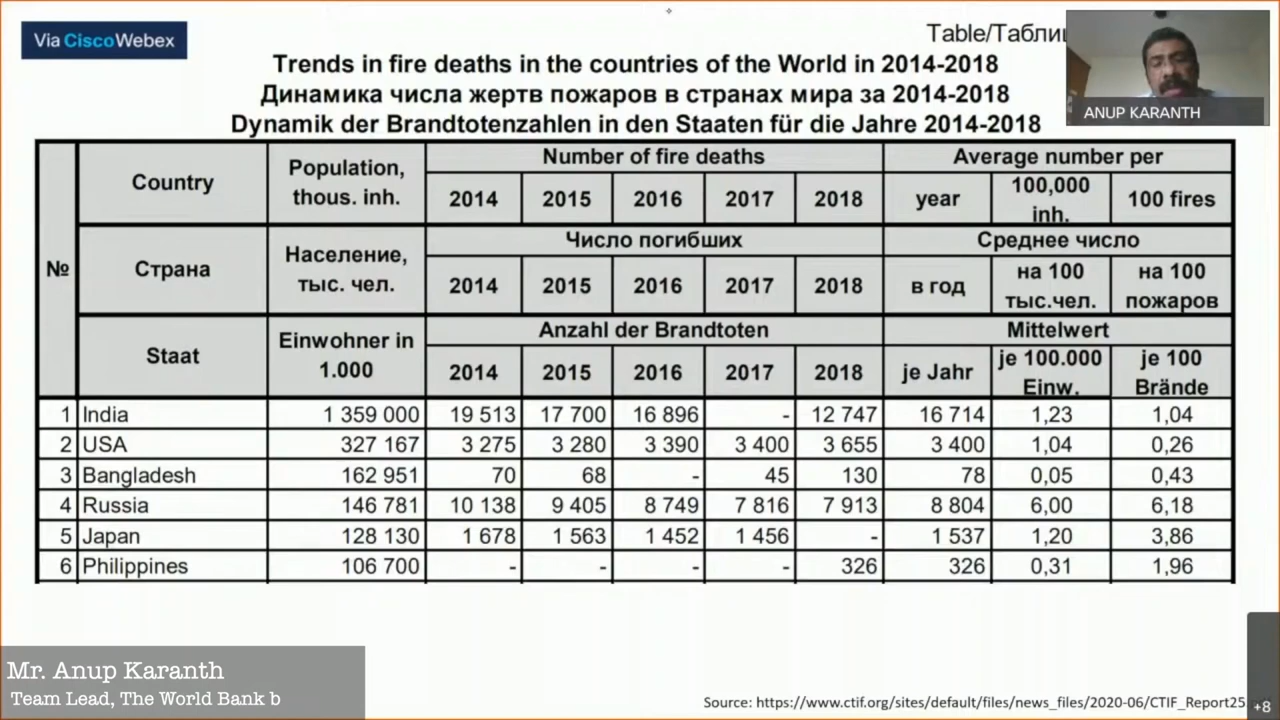 Via Cisco Webex
Table/Таблиц
Trends in fire deaths in the countries of the World in 2014-2018
Динамика числа жертв пожаров в странах мира за 2014-2018
Dynamik der Brandtotenzahlen in den Staaten für die Jahre 2014-2018
ANUP KARANTH
№ Country Population, thous. inh. Number of fire deaths Average number per
2014 2015 2016 2017 2018 year 100,000 inh. 100 fires
Страна Население, тыс. чел. Число погибших Среднее число
2014 2015 2016 2017 2018 в год на 100 тыс.чел. на 100 пожаров
Staat Einwohner in 1.000 Anzahl der Brandtoten Mittelwert
2014 2015 2016 2017 2018 je Jahr je 100.000 Einw. je 100 Brände
1 India 1 359 000 19 513 17 700 16 896 - 12 747 16 714 1,23 1,04
2 USA 327 167 3 275 3 280 3 390 3 400 3 655 3 400 1,04 0,26
3 Bangladesh 162 951 70 68 - 45 130 78 0,05 0,43
4 Russia 146 781 10 138 9 405 8 749 7 816 7 913 8 804 6,00 6,18
5 Japan 128 130 1 678 1 563 1 452 1 456 - 1 537 1,20 3,86
6 Philippines 106 700 - - - - 326 326 0,31 1,96
Mr. Anup Karanth
Team Lead, The World Bank b
Source: https://www.ctif.org/sites/default/files/news_files/2020-06/CTIF_Report25
+8